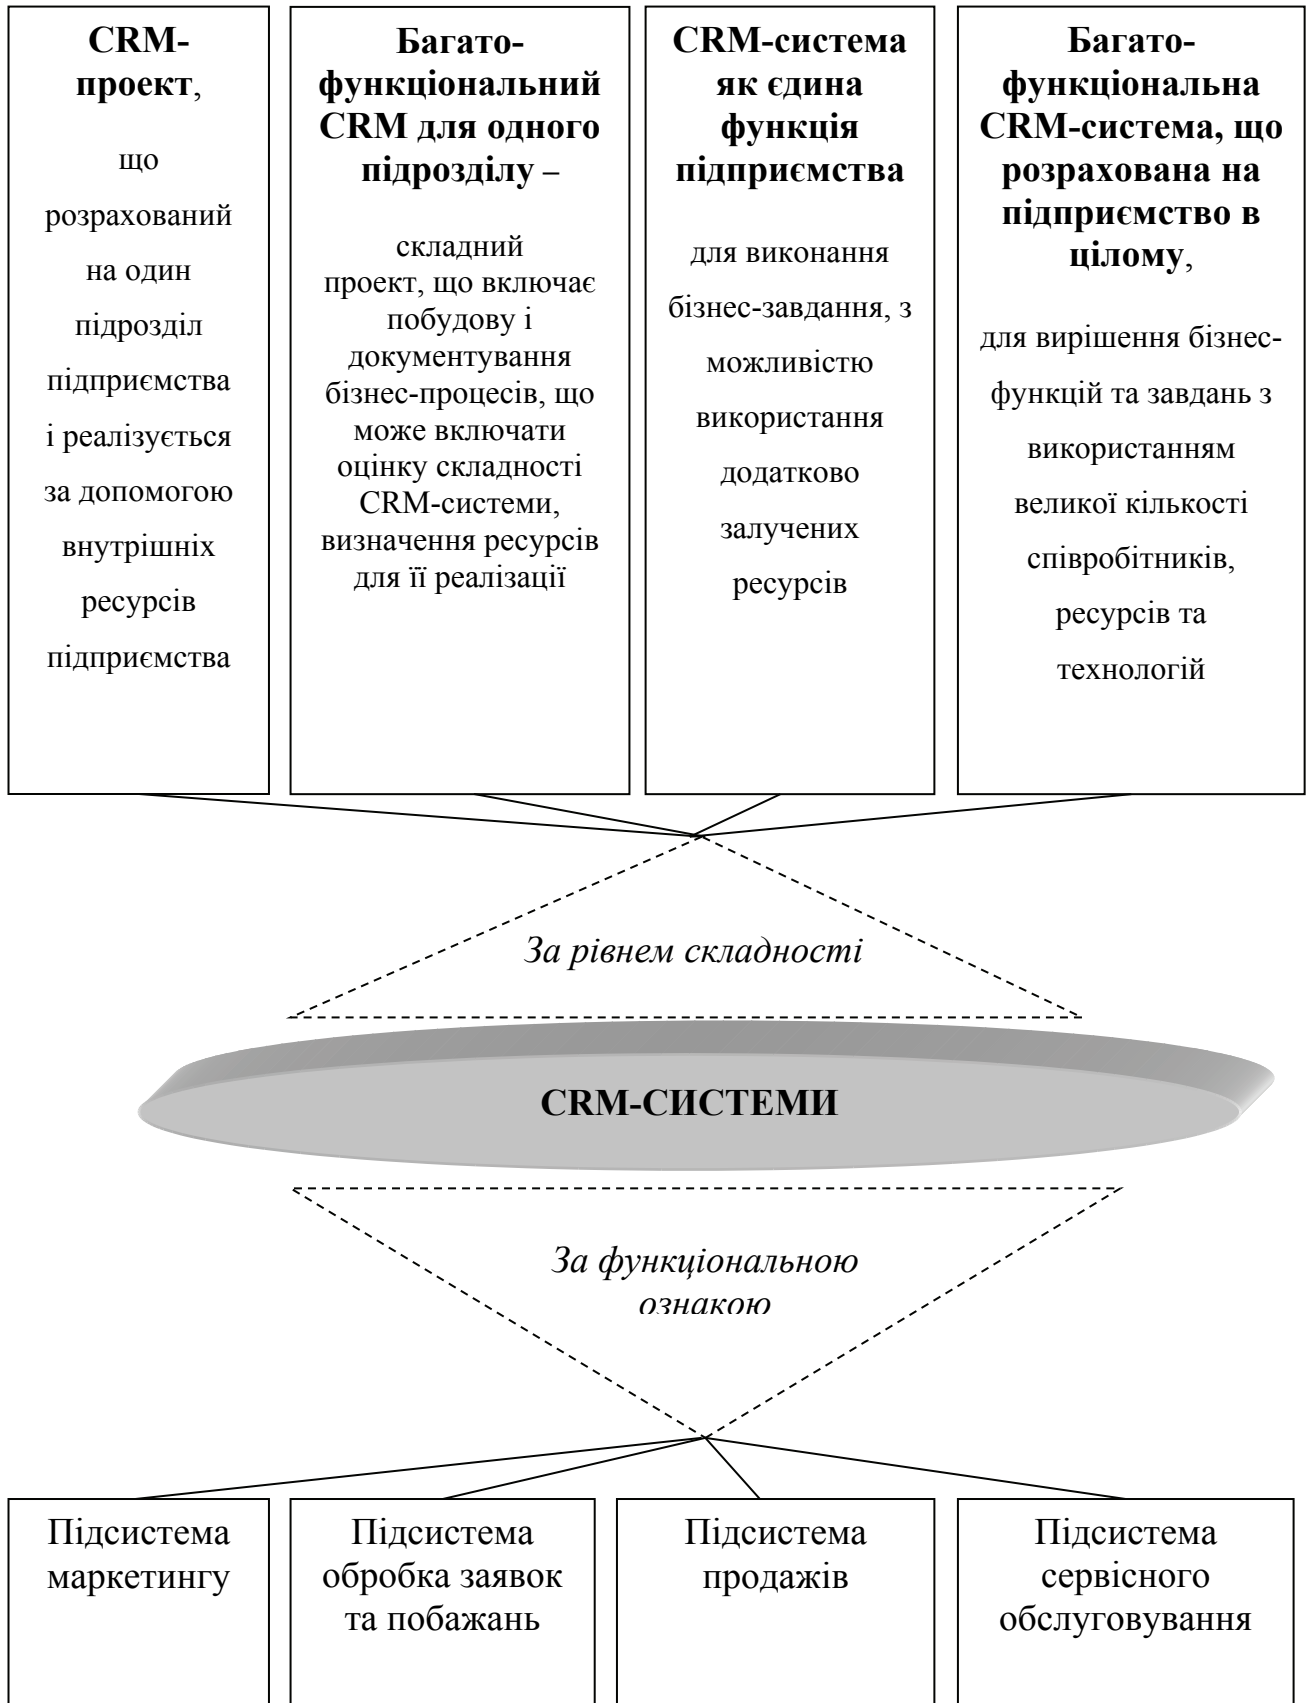 CRM-
проект,
що
розрахований
на один
підрозділ
підприємства
і реалізується
за допомогою
внутрішніх
ресурсів
підприємства
Багато-
функціональний
CRM для одного
підрозділу –
складний
проект, що включає
побудову і
документування
бізнес-процесів, що
може включати
оцінку складності
CRM-системи,
визначення ресурсів
для її реалізації
CRM-система
як єдина
функція
підприємства
для виконання
бізнес-завдання, з
можливістю
використання
додатково
залучених
ресурсів
Багато-
функціональна
CRM-система, що
розрахована на
підприємство в
цілому,
для вирішення бізнес-
функцій та завдань з
використанням
великої кількості
співробітників,
ресурсів та
технологій
За рівнем складності
CRM-СИСТЕМИ
За функціональною
ознакою
Підсистема
маркетингу
Підсистема
обробка заявок
та побажань
Підсистема
продажів
Підсистема
сервісного
обслуговування